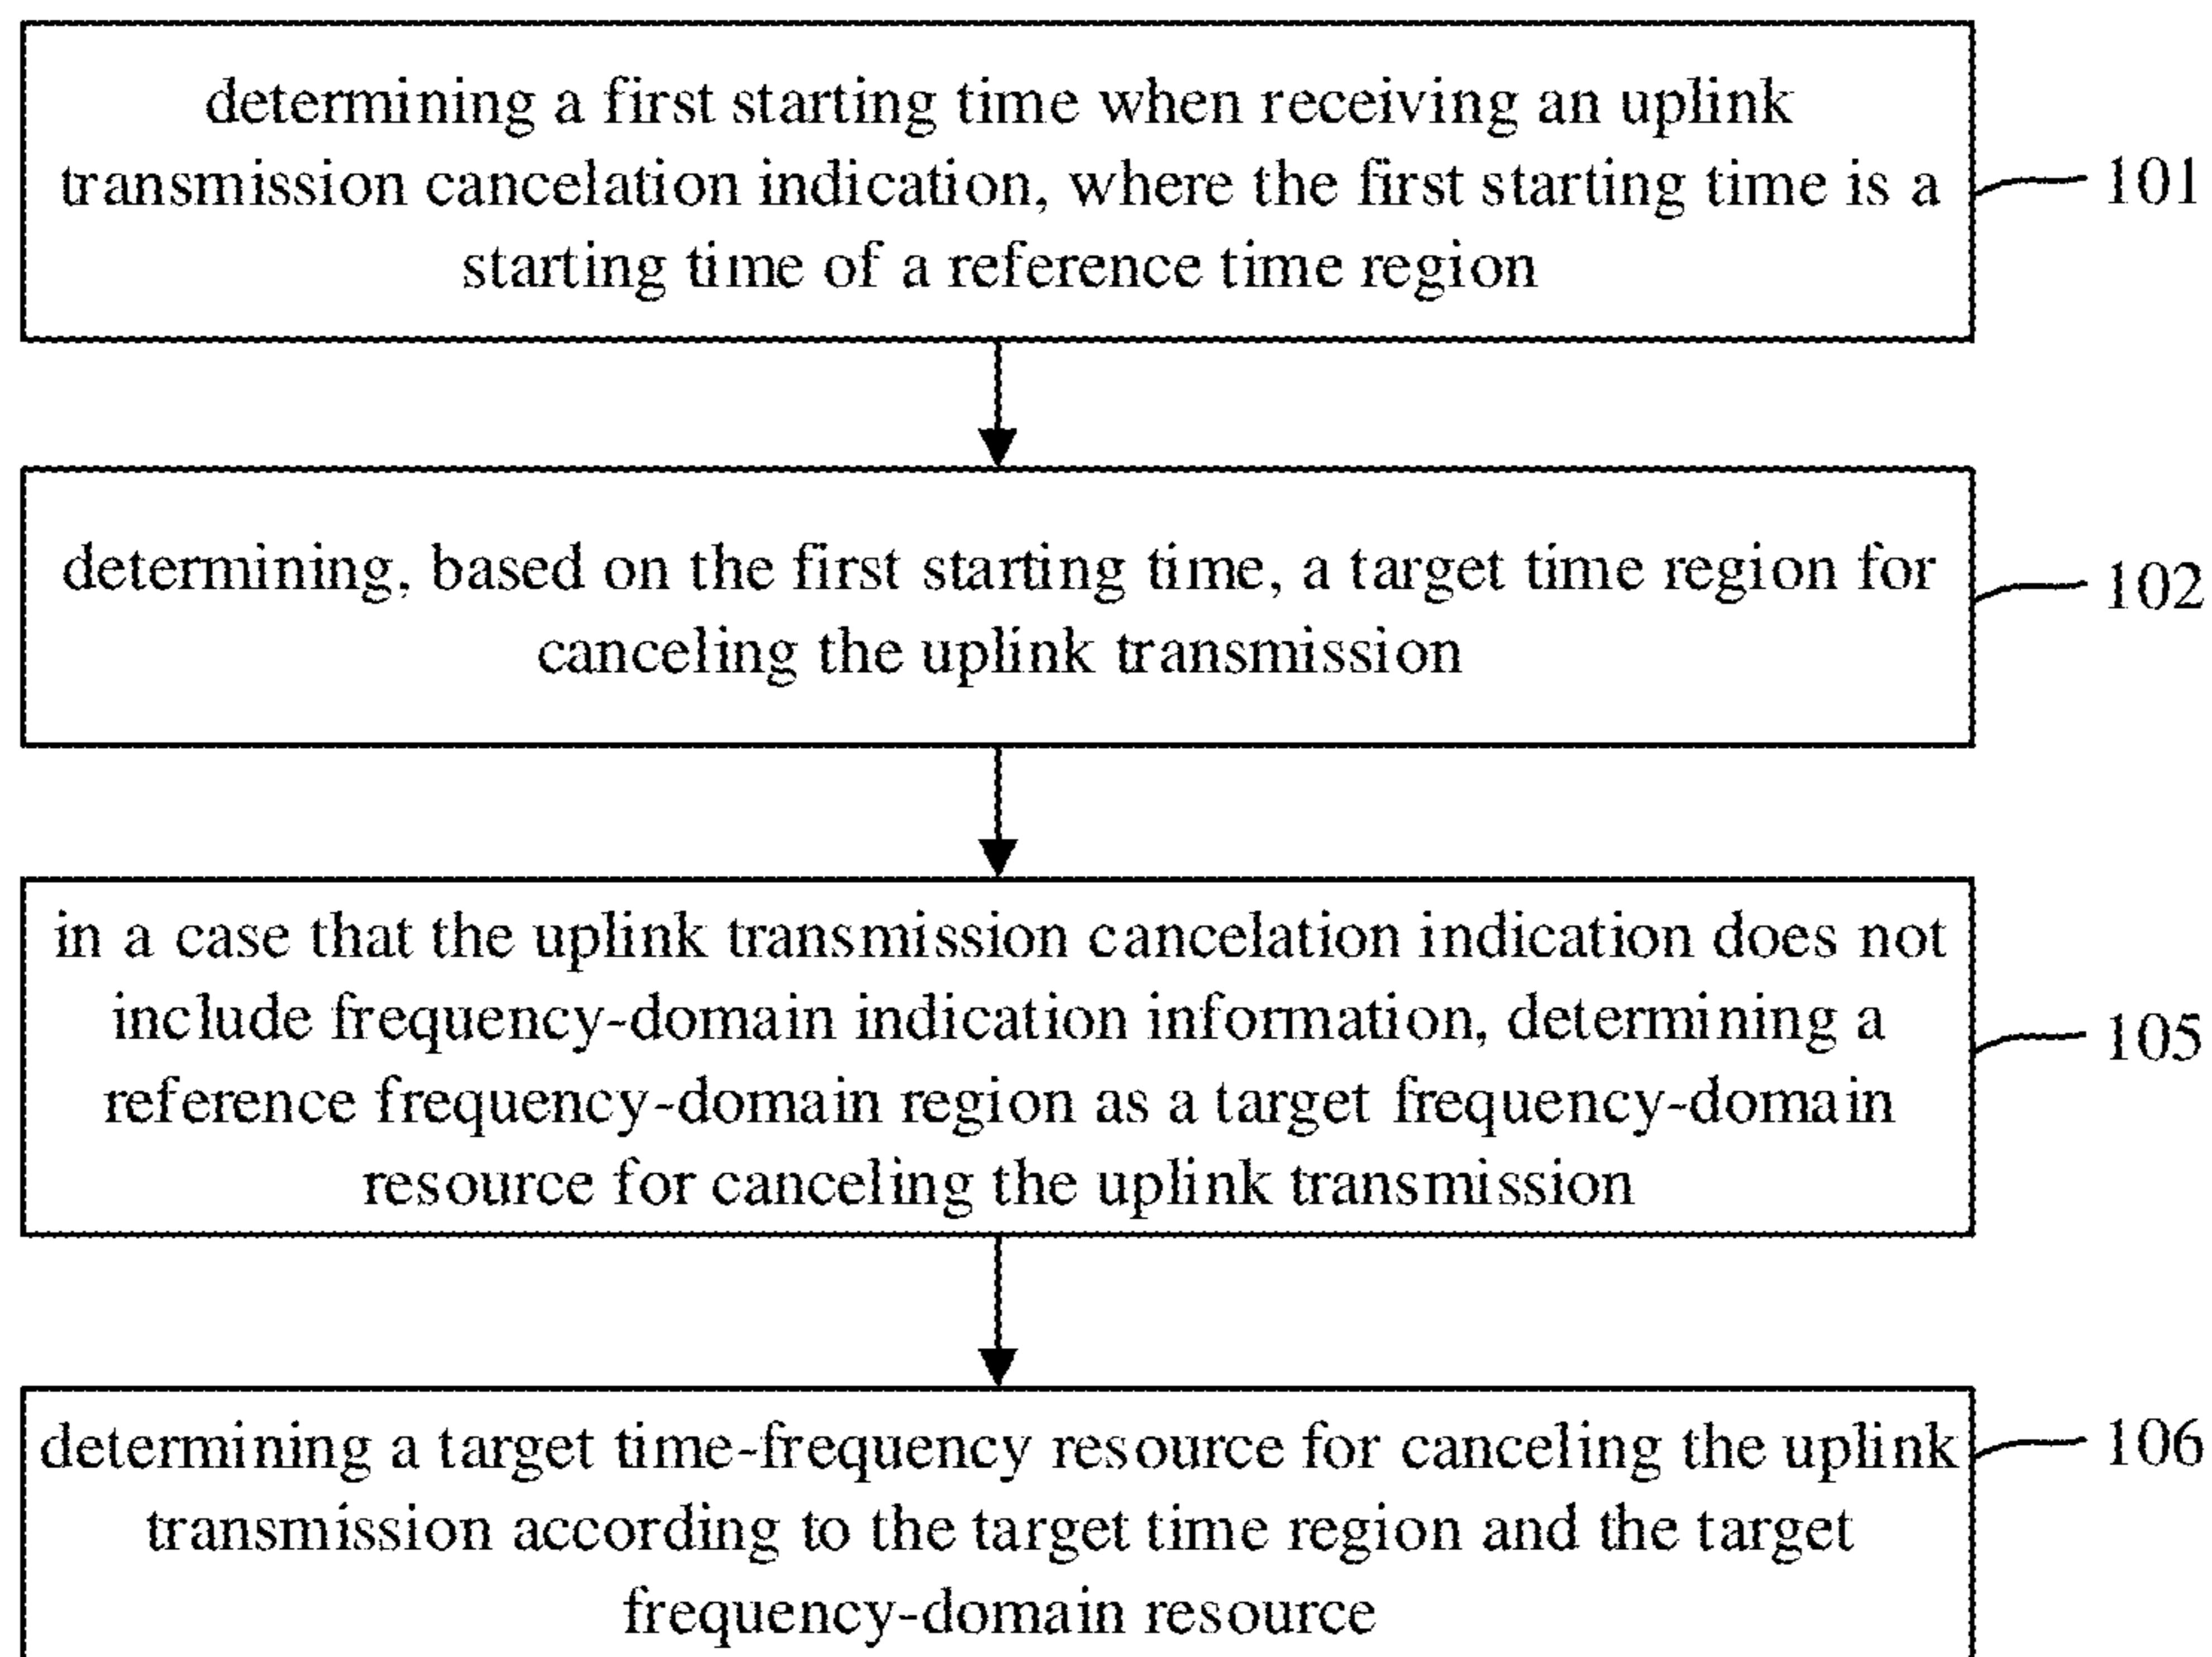 determining a first starting time when receiving an uplink
transmission cancelation indication, where the first starting time is a
starting time of a reference time region
101
determining, based on the first starting time, a target time region for
canceling the uplink transmission
102
in a case that the uplink transmission cancelation indication does not
include frequency-domain indication information, determining a
reference frequency-domain region as a target frequency-domain
resource for canceling the uplink transmission
105
determining a target time-frequency resource for canceling the uplink
transmission according to the target time region and the target
frequency-domain resource
106